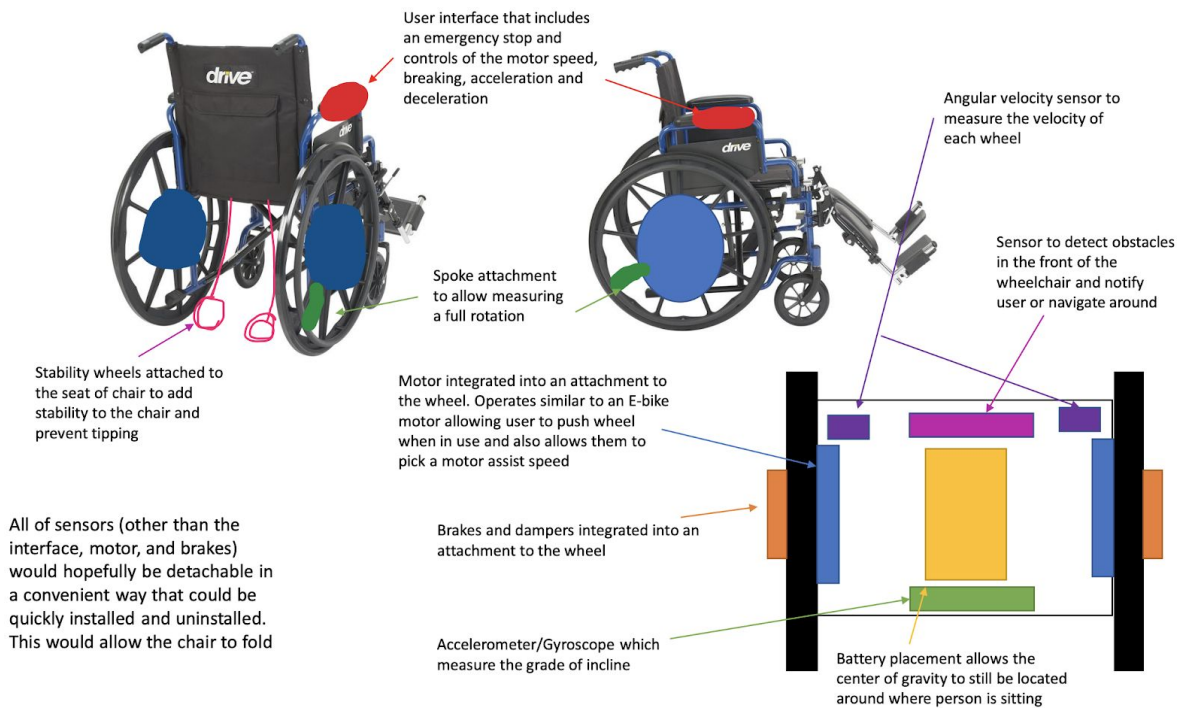 User interface that includes
an emergency stop and
controls of the motor speed,
breaking, acceleration and
deceleration
drive
drive
drive
Angular velocity sensor to
measure the velocity of
each wheel
Sensor to detect obstacles
in the front of the
wheelchair and notify
user or navigate around
Spoke attachment
to allow measuring
a full rotation
Stability wheels attached to
the seat of chair to add
stability to the chair and
prevent tipping
Motor integrated into an attachment to
the wheel. Operates similar to an E-bike
motor allowing user to push wheel
when in use and also allows them to
pick a motor assist speed
Brakes and dampers integrated into an
attachment to the wheel
All of sensors (other than the
interface, motor, and brakes)
would hopefully be detachable in
a convenient way that could be
quickly installed and uninstalled.
This would allow the chair to fold
Accelerometer/Gyroscope which
measure the grade of incline
Battery placement allows the
center of gravity to still be located
around where person is sitting